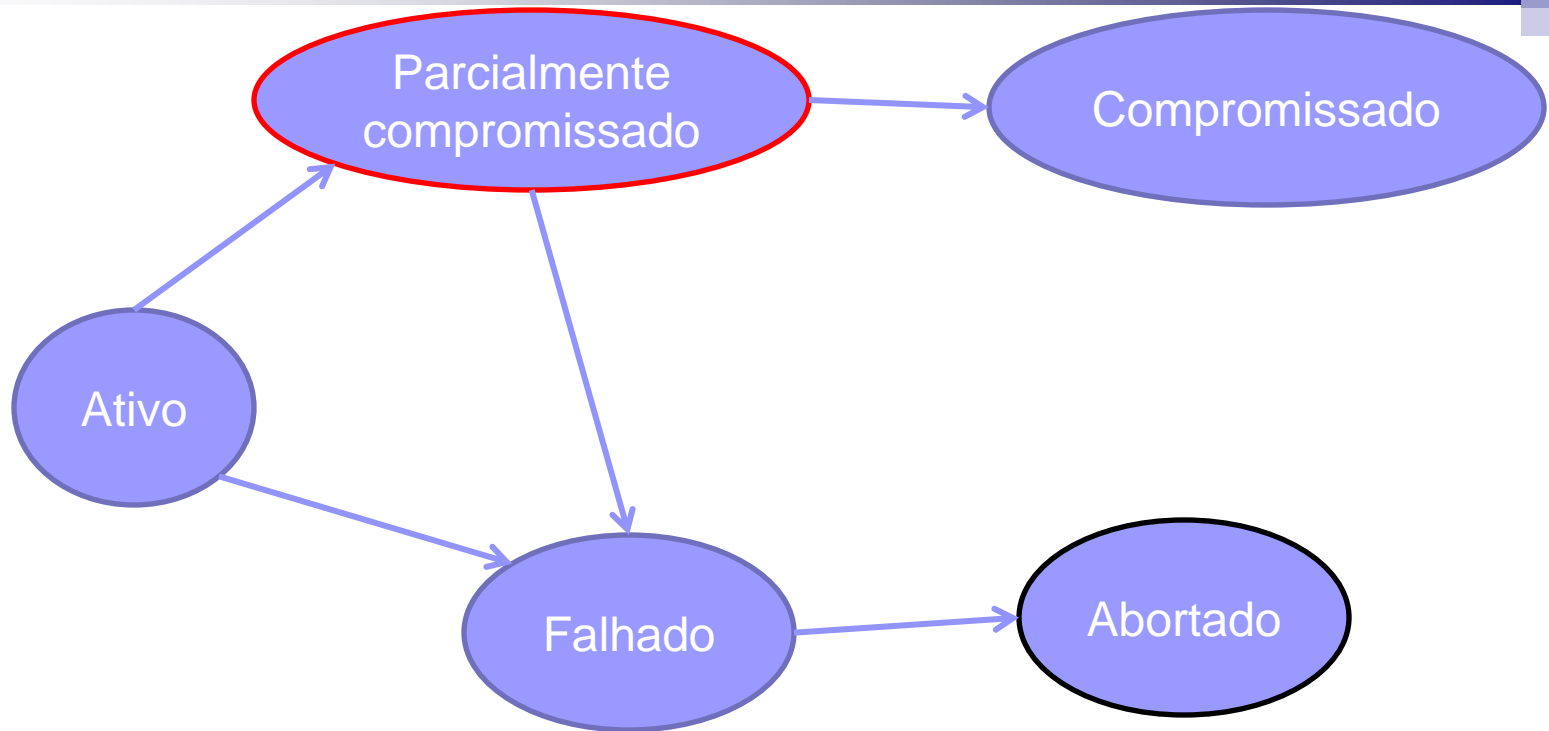 Parcialmente
compromissado
Compromissado
Ativo
Falhado
Abortado